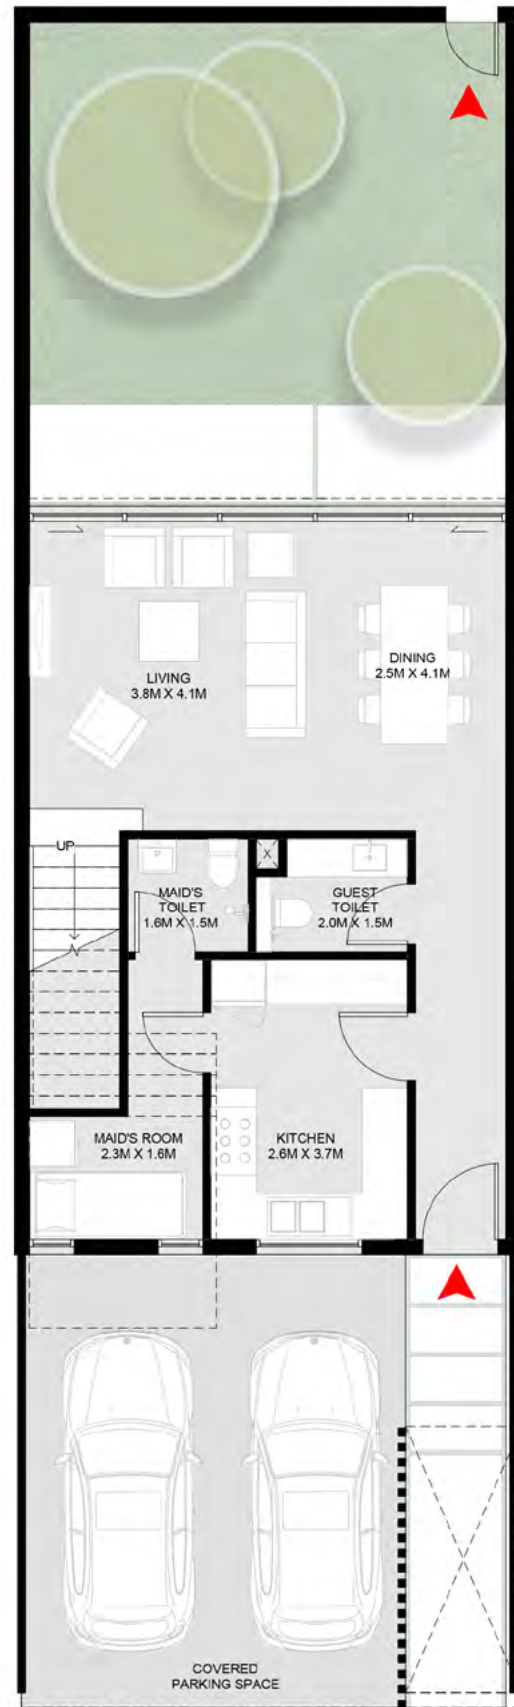 LIVING
3.8M X 4.1M
DINING
2.5M X 4.1M
UP
MAID'S
TOILET
1.6M X 1.5M
X
GUEST
TOILET
2.0M X 1.5M
MAID'S ROOM
2.3M X 1.6M
KITCHEN
2.6M X 3.7M
COVERED
PARKING SPACE